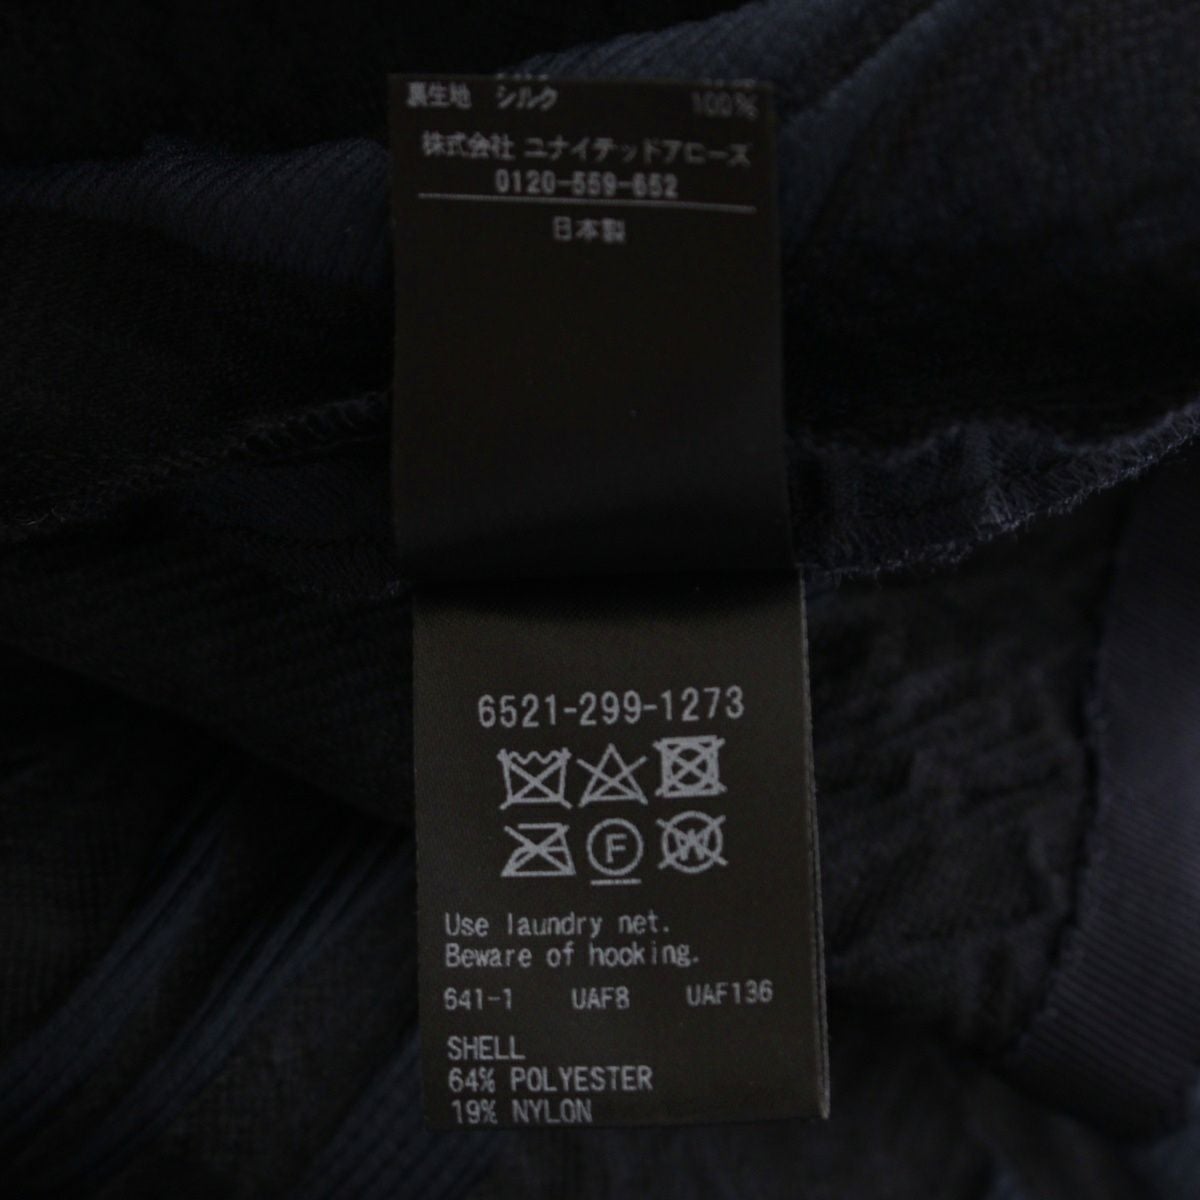 裏生地 シルク 100%
株式会社 ユナイテッドアローズ
0120-559-652
日本製
6521-299-1273
F
W
Use laundry net.
Beware of hooking.
641-1 UAF8 UAF136
SHELL
64% POLYESTER
19% NYLON